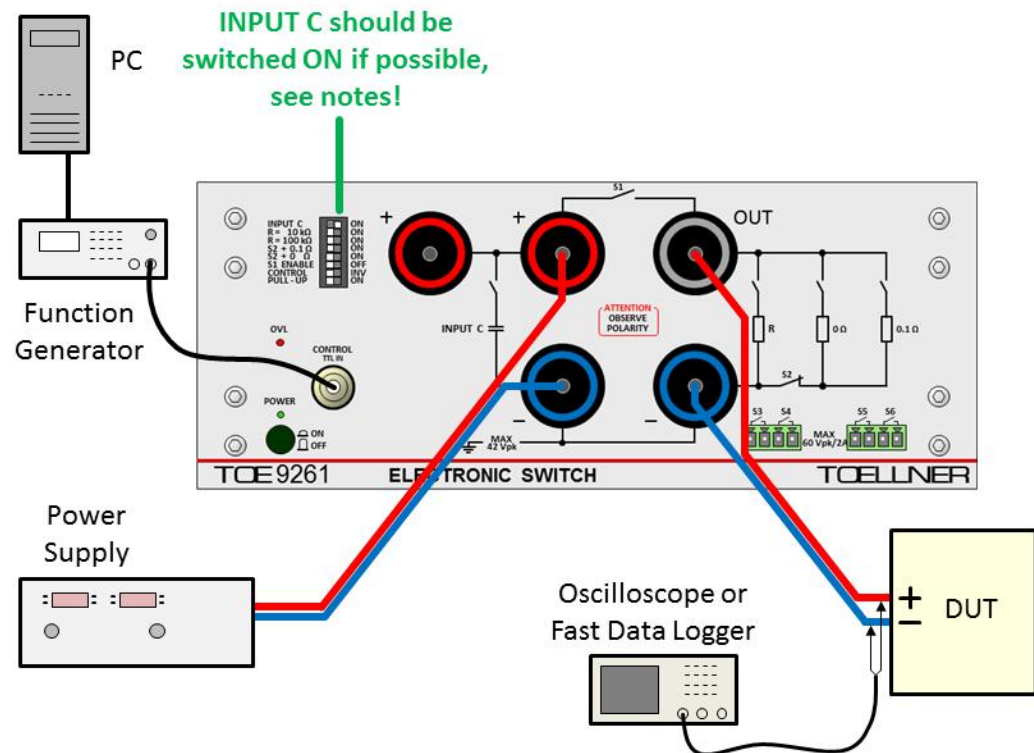 INPUT C should be
switched ON if possible,
see notes!
PC
Function
Generator
INPUT C ON
R = 10 kΩ ON
R = 100 kΩ ON
S2 + 0.1 Ω ON
S2 + 0 Ω ON
S1 ENABLE OFF
CONTROL INV
PULL - UP ON
OVL
CONTROL
TTL IN
POWER
ON
OFF
+
+
S1
OUT
INPUT C
ATTENTION
OBSERVE
POLARITY
R
0 Ω
0.1 Ω
S2
–
–
MAX
42 Vpk
S3
S4
MAX
60 Vpk/2A
S5
S6
TOE 9261
ELECTRONIC SWITCH
TOELLNER
Power
Supply
Oscilloscope or
Fast Data Logger
+
–
DUT